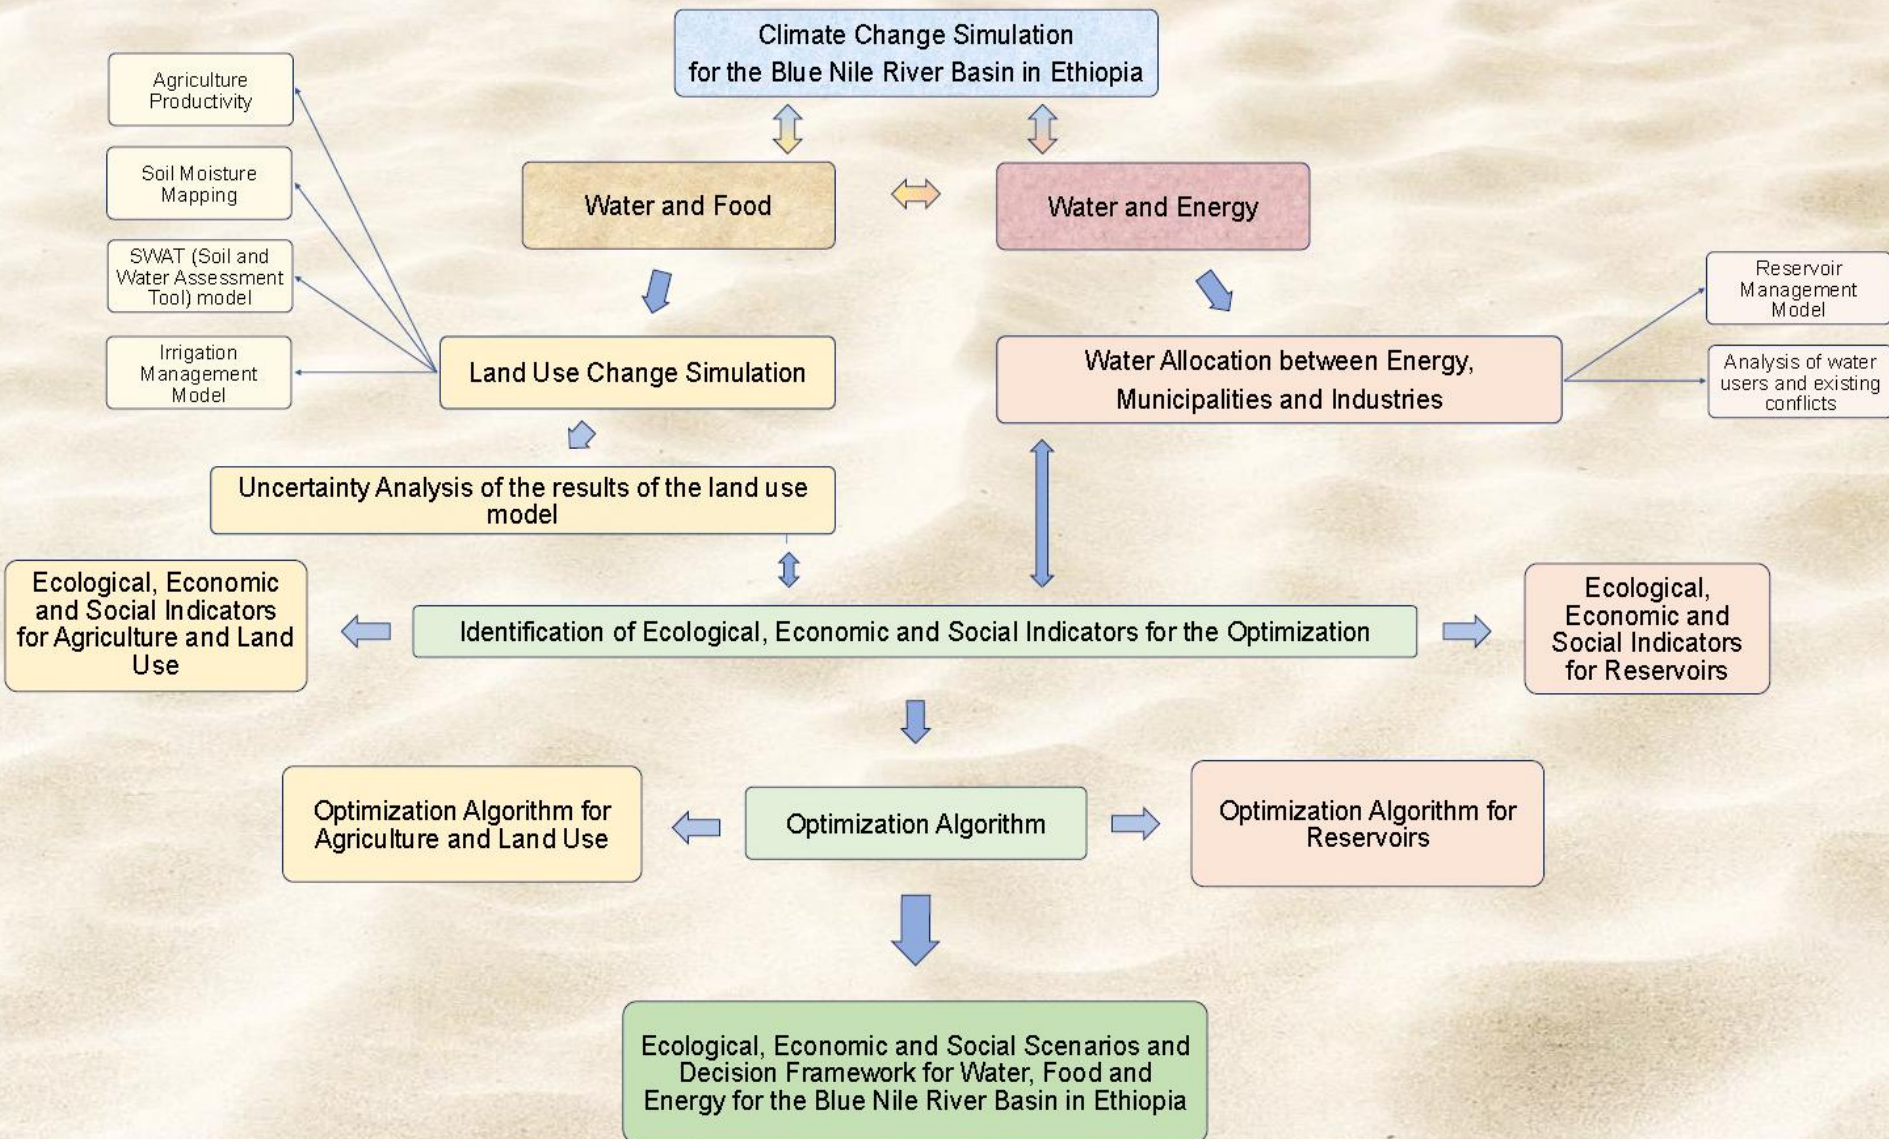 Climate Change Simulation
for the Blue Nile River Basin in Ethiopia
Agriculture
Productivity
Soil Moisture
Mapping
SWAT (Soil and
Water Assessment
Tool) model
Irrigation
Management
Model
Water and Food
Water and Energy
Land Use Change Simulation
Water Allocation between Energy,
Municipalities and Industries
Reservoir
Management
Model
Analysis of water
users and existing
conflicts
Uncertainty Analysis of the results of the land use
model
Ecological, Economic
and Social Indicators
for Agriculture and Land
Use
Identification of Ecological, Economic and Social Indicators for the Optimization
Ecological,
Economic and
Social Indicators
for Reservoirs
Optimization Algorithm for
Agriculture and Land Use
Optimization Algorithm
Optimization Algorithm for
Reservoirs
Ecological, Economic and Social Scenarios and
Decision Framework for Water, Food and
Energy for the Blue Nile River Basin in Ethiopia